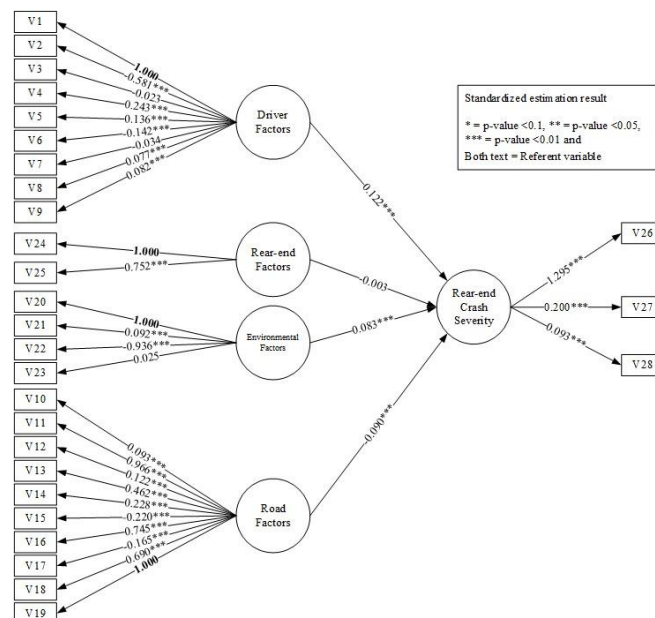 V1
V2
V3
V4
V5
V6
V7
V8
V9
1.000
-0.581***
-0.023
0.243***
0.136***
-0.142***
-0.034
0.077***
0.082***
Driver
Factors
V24
V25
1.000
0.752***
Rear-end
Factors
V20
V21
V22
V23
1.000
0.092***
-0.936***
0.025
Environmental
Factors
V10
V11
V12
V13
V14
V15
V16
V17
V18
V19
0.093***
0.966***
0.122***
0.462***
0.228***
-0.220***
0.745***
-0.165***
0.690***
1.000
Road
Factors
0.122***
-0.003
0.083***
-0.090***
Rear-end
Crash
Severity
1.295***
0.200***
0.093***
V26
V27
V28
Standardized estimation result
* = p-value <0.1, ** = p-value <0.05,
*** = p-value <0.01 and
Both text = Referent variable